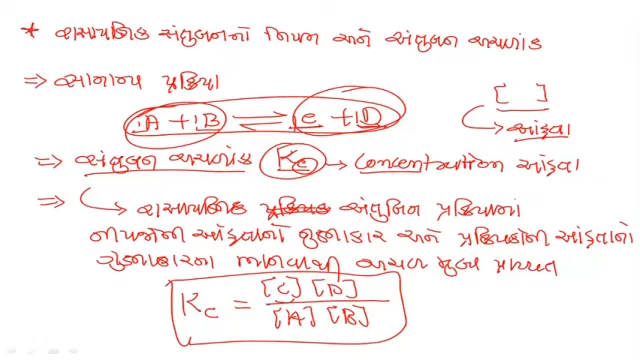 * રાસાયણિક સંતુલનનો નિયમ અને સંતુલન અચળાંક
⇒ સામાન્ય પ્રક્રિયા
A + B ⇌ C + D
[ ]
→ સાંદ્રતા
⇒ સંતુલન અચળાંક Kc → Concentration સાંદ્રતા
⇒ → રાસાયણિક સંતુલિત પ્રક્રિયામાં
નીપજોની સાંદ્રતાનો ગુણાકાર અને પ્રક્રિયકોની સાંદ્રતાનો
ગુણાકારના ભાગવાથી અચળ મૂલ્ય પ્રાપ્ત
Kc = [C] [D] / [A] [B]